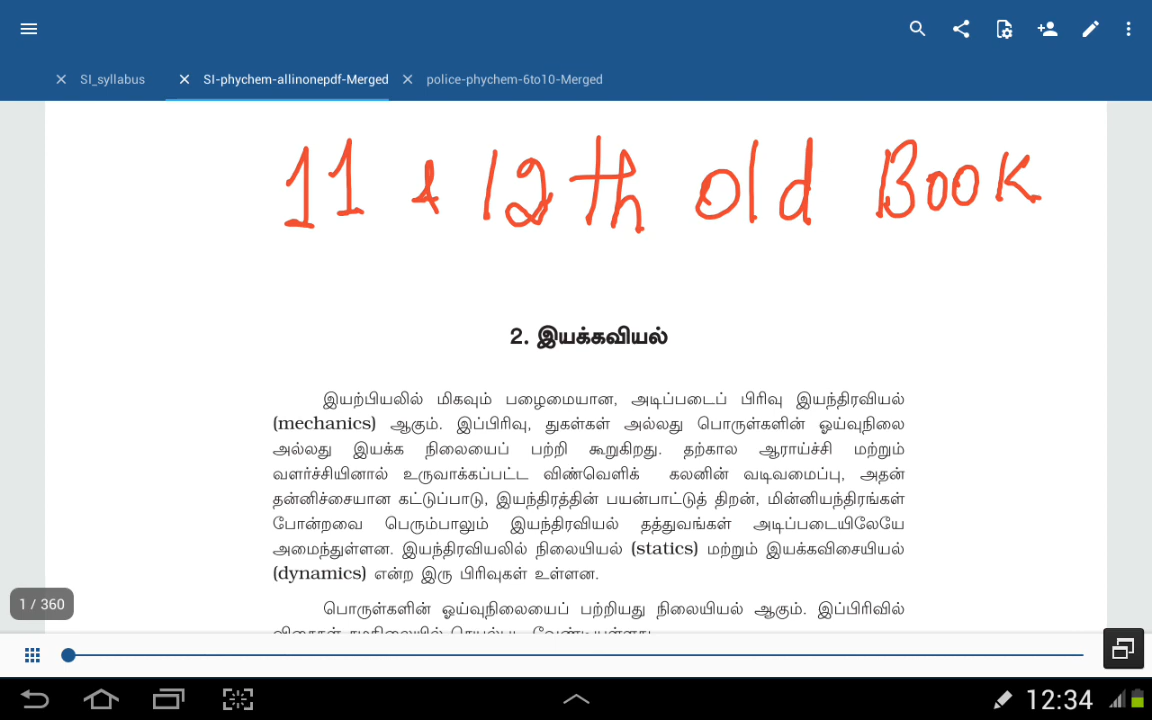 SI_syllabus SI-phychem-allinonepdf-Merged police-phychem-6to10-Merged
11 & 12th old Book
2. இயக்கவியல்
இயற்பியலில் மிகவும் பழைமையான, அடிப்படைப் பிரிவு இயந்திரவியல்
(mechanics) ஆகும். இப்பிரிவு, துகள்கள் அல்லது பொருள்களின் ஓய்வுநிலை
அல்லது இயக்க நிலையைப் பற்றி கூறுகிறது. தற்கால ஆராய்ச்சி மற்றும்
வளர்ச்சியினால் உருவாக்கப்பட்ட விண்வெளிக் கலனின் வடிவமைப்பு, அதன்
தன்னிச்சையான கட்டுப்பாடு, இயந்திரத்தின் பயன்பாட்டுத் திறன், மின்னியந்திரங்கள்
போன்றவை பெரும்பாலும் இயந்திரவியல் தத்துவங்கள் அடிப்படையிலேயே
அமைந்துள்ளன. இயந்திரவியலில் நிலையியல் (statics) மற்றும் இயக்கவிசையியல்
(dynamics) என்ற இரு பிரிவுகள் உள்ளன.
1 / 360
பொருள்களின் ஓய்வுநிலையைப் பற்றியது நிலையியல் ஆகும். இப்பிரிவில்
12:34